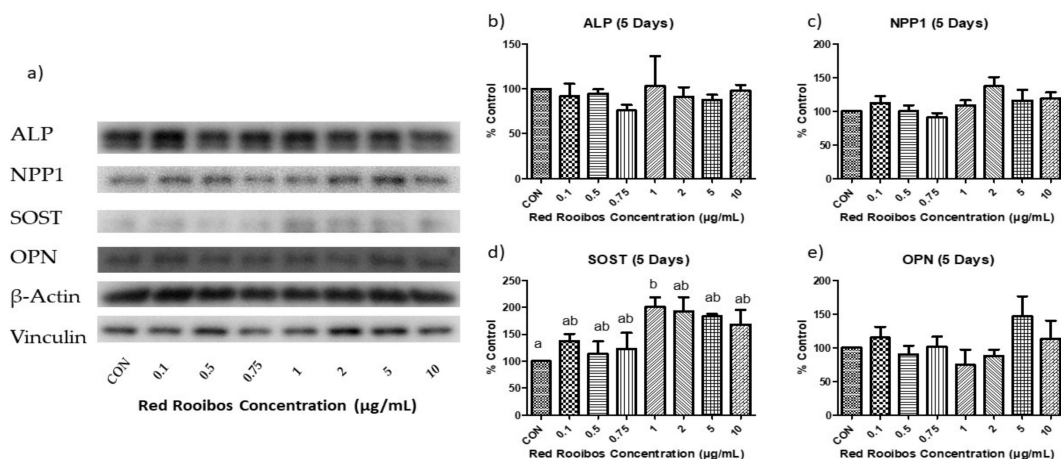 a)
ALP
NPP1
SOST
OPN
β-Actin
Vinculin
CON 0.1 0.5 0.75 1 2 5 10
Red Rooibos Concentration (µg/mL)
b)
ALP (5 Days)
% Control
150
100
50
0
CON 0.1 0.5 0.75 1 2 5 10
Red Rooibos Concentration (µg/mL)
c)
NPP1 (5 Days)
% Control
200
150
100
50
0
CON 0.1 0.5 0.75 1 2 5 10
Red Rooibos Concentration (µg/mL)
d)
SOST (5 Days)
% Control
250
200
150
100
50
0
a ab ab ab b ab ab ab
CON 0.1 0.5 0.75 1 2 5 10
Red Rooibos Concentration (µg/mL)
e)
OPN (5 Days)
% Control
200
150
100
50
0
CON 0.1 0.5 0.75 1 2 5 10
Red Rooibos Concentration (µg/mL)